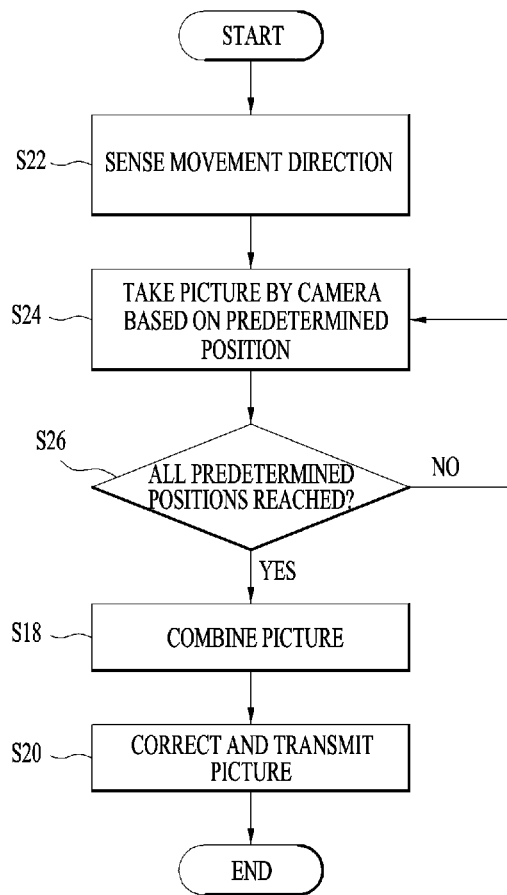 START
S22
SENSE MOVEMENT DIRECTION
S24
TAKE PICTURE BY CAMERA
BASED ON PREDETERMINED
POSITION
S26
ALL PREDETERMINED
POSITIONS REACHED?
NO
YES
S18
COMBINE PICTURE
S20
CORRECT AND TRANSMIT
PICTURE
END